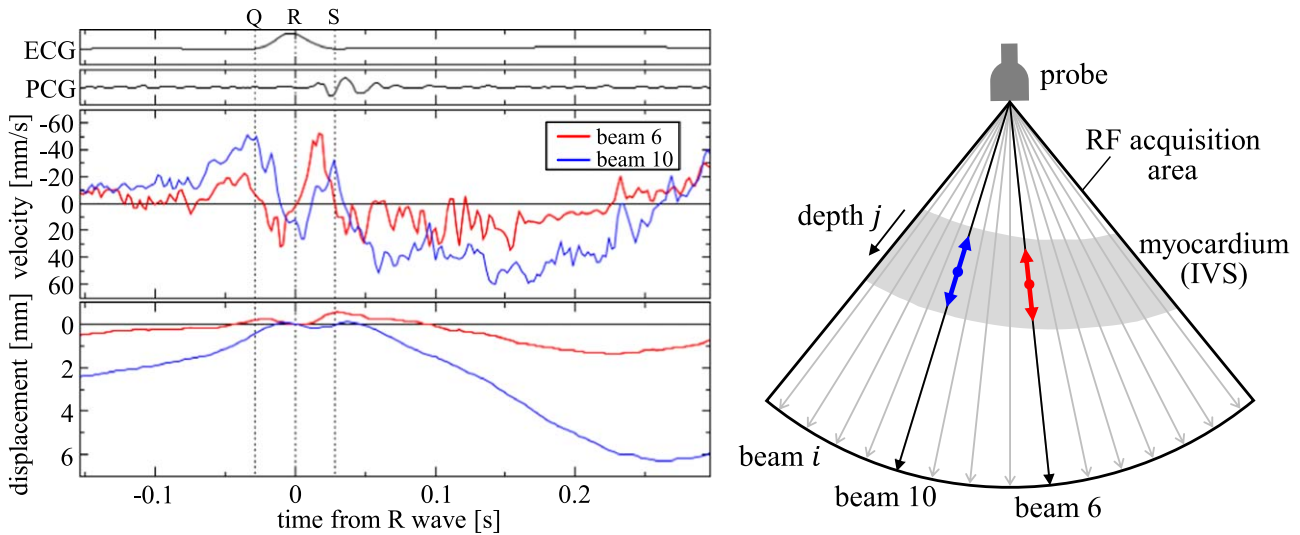 Q R S
ECG
PCG
velocity [mm/s]
-60
-40
-20
0
20
40
60
beam 6
beam 10
displacement [mm]
0
2
4
6
-0.1 0 0.1 0.2
time from R wave [s]
probe
RF acquisition
area
depth j
myocardium
(IVS)
beam i
beam 10
beam 6